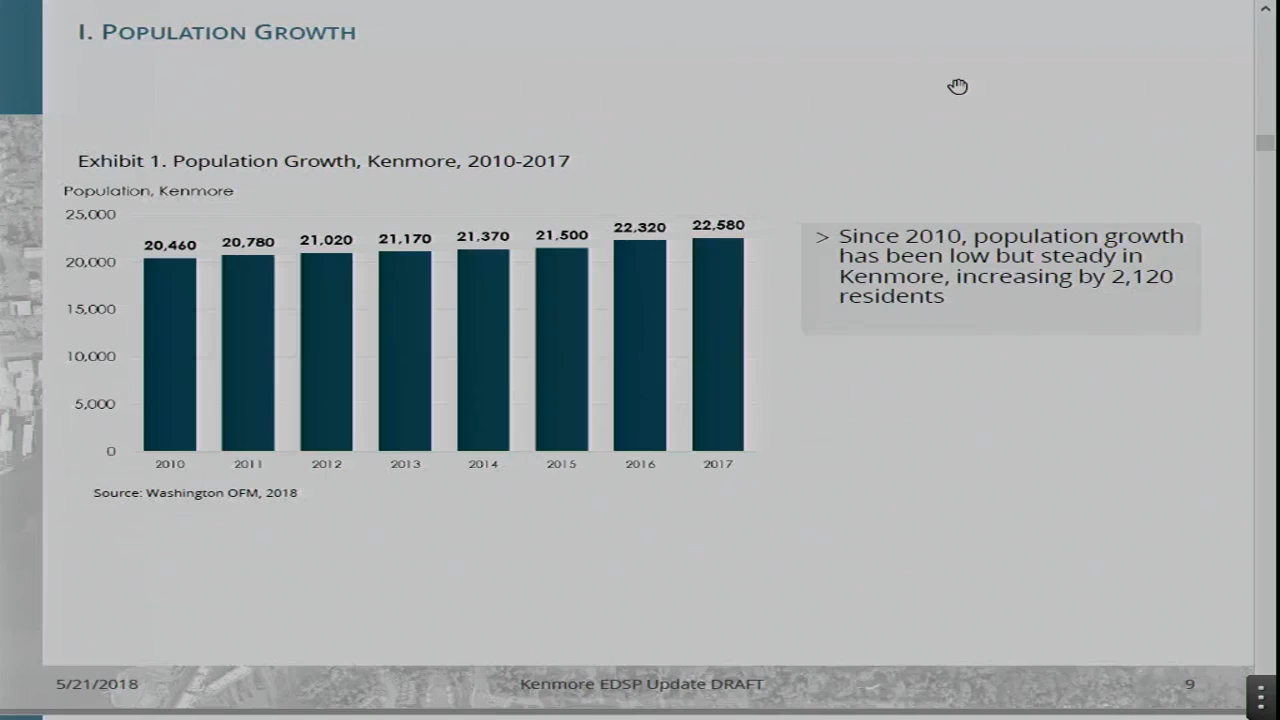 I. POPULATION GROWTH
Exhibit 1. Population Growth, Kenmore, 2010-2017
Population, Kenmore
25,000
20,000
15,000
10,000
5,000
0
20,460 20,780 21,020 21,170 21,370 21,500 22,320 22,580
2010 2011 2012 2013 2014 2015 2016 2017
Source: Washington OFM, 2018
> Since 2010, population growth
has been low but steady in
Kenmore, increasing by 2,120
residents
5/21/2018 Kenmore EDSP Update DRAFT 9